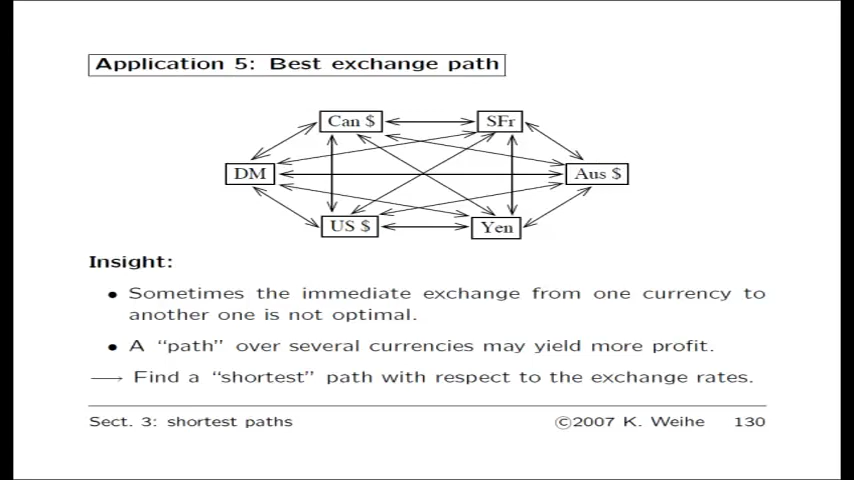 Application 5: Best exchange path
Can $
SFr
DM
Aus $
US $
Yen
Insight:
• Sometimes the immediate exchange from one currency to
another one is not optimal.
• A “path” over several currencies may yield more profit.
⟶ Find a “shortest” path with respect to the exchange rates.
Sect. 3: shortest paths ©2007 K. Weihe 130